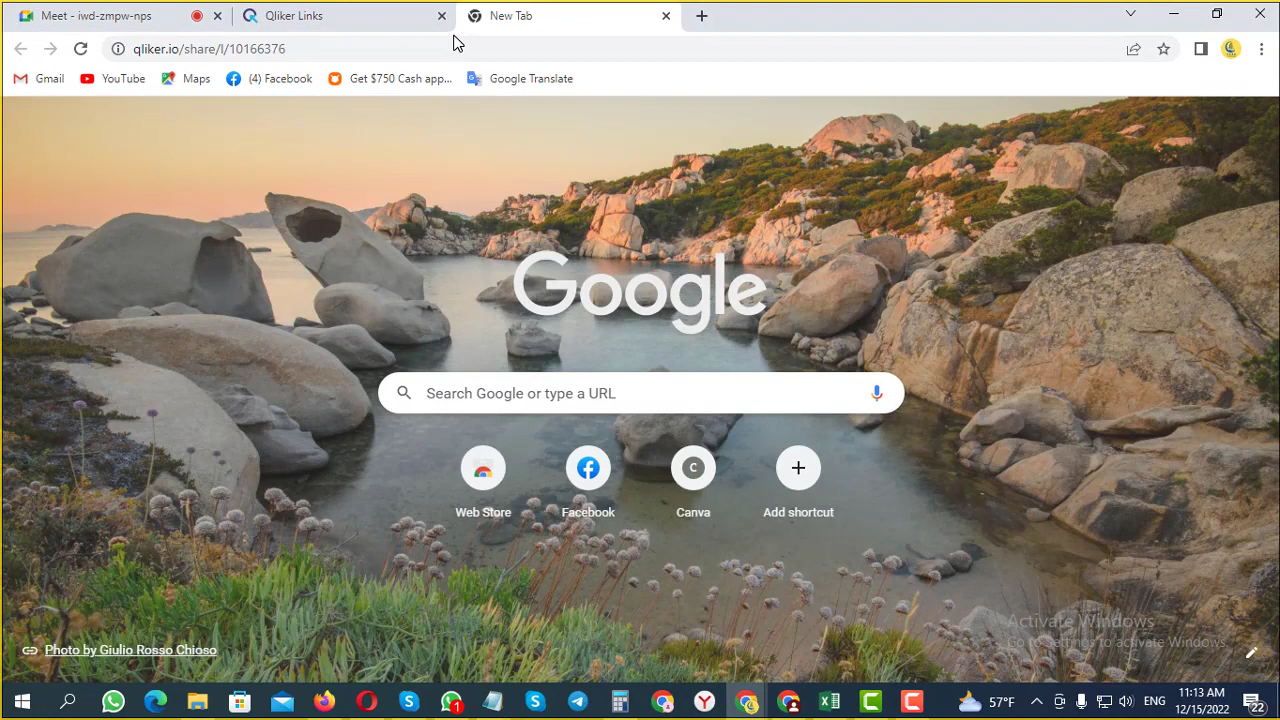 Meet - iwd-zmpw-nps
Qliker Links
New Tab
qliker.io/share/l/10166376
Gmail
YouTube
Maps
(4) Facebook
Get $750 Cash app...
Google Translate
Google
Search Google or type a URL
C
Web Store
Facebook
Canva
Add shortcut
Activate Windows
Go to Settings to activate Windows.
Photo by Giulio Rosso Chioso
1
57°F
ENG
11:13 AM
12/15/2022
22